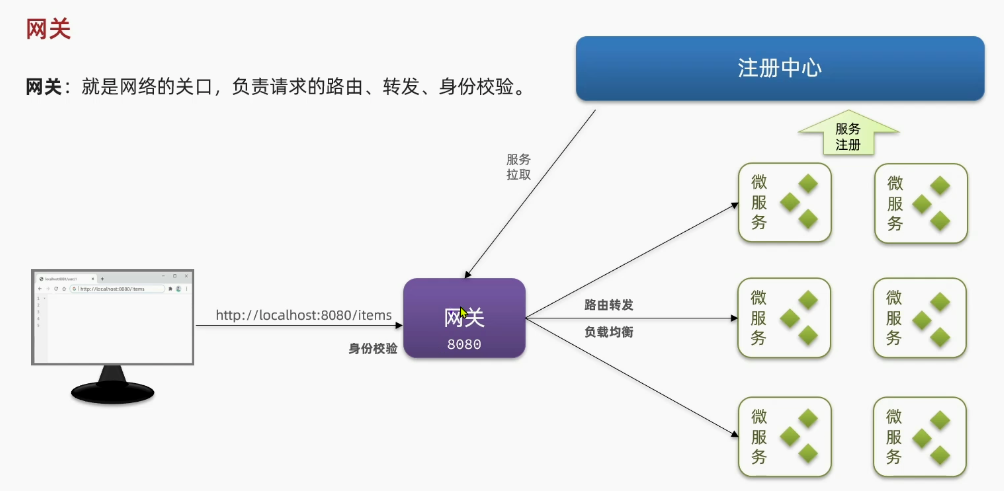 网关
网关：就是网络的关口，负责请求的路由、转发、身份校验。
注册中心
服务
注册
服务
拉取
微
服
务
微
服
务
http://localhost:8080/items
http://localhost:8080/items
身份校验
网关
8080
路由转发
负载均衡
微
服
务
微
服
务
微
服
务
微
服
务